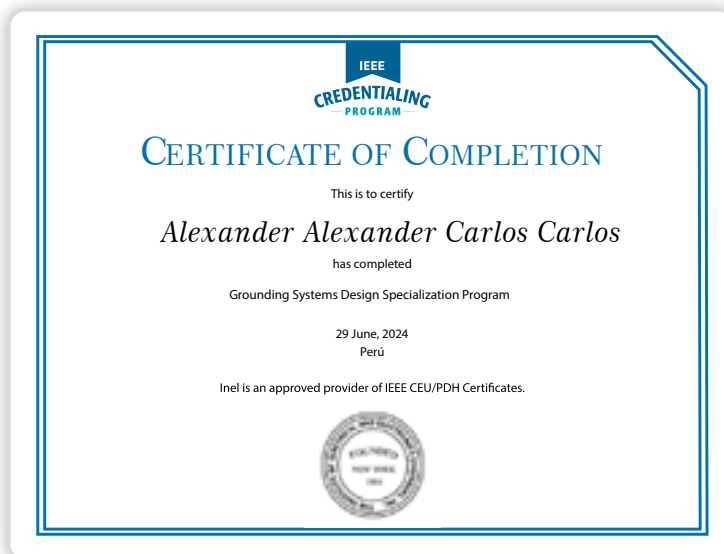 IEEE
CREDENTIALING
PROGRAM
CERTIFICATE OF COMPLETION
This is to certify
Alexander Alexander Carlos Carlos
has completed
Grounding Systems Design Specialization Program
29 June, 2024
Perú
Inel is an approved provider of IEEE CEU/PDH Certificates.
FOUNDED
NEW YORK